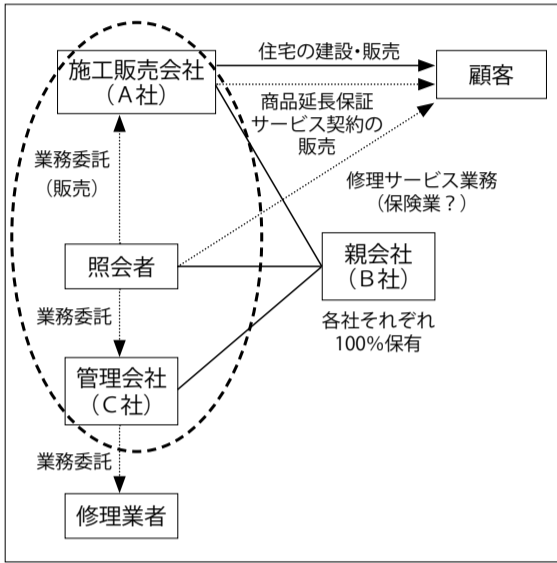 施工販売会社
(A社)
住宅の建設・販売
顧客
商品延長保証
サービス契約の
販売
業務委託
(販売)
修理サービス業務
(保険業?)
照会者
親会社
(B社)
業務委託
各社それぞれ
100%保有
管理会社
(C社)
業務委託
修理業者